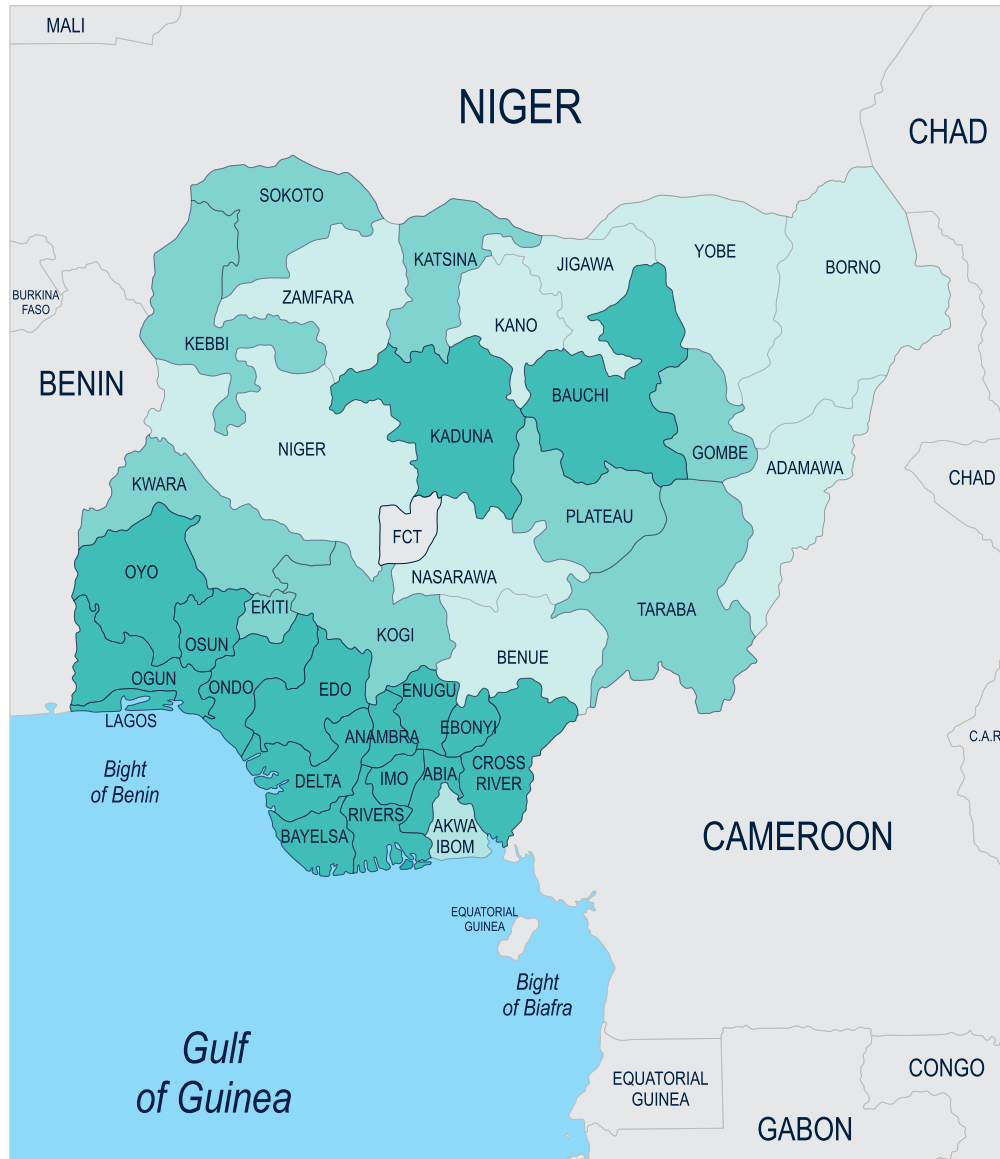 MALI
NIGER
CHAD
SOKOTO
KATSINA
JIGAWA
YOBE
BORNO
BURKINA
FASO
ZAMFARA
KANO
KEBBI
BENIN
BAUCHI
KADUNA
NIGER
GOMBE
ADAMAWA
CHAD
KWARA
PLATEAU
FCT
OYO
NASARAWA
EKITI
TARABA
KOGI
OSUN
BENUE
OGUN
ONDO
EDO
ENUGU
LAGOS
ANAMBRA
EBONYI
C.A.R
Bight
of Benin
DELTA
IMO
ABIA
CROSS
RIVER
RIVERS
BAYELSA
AKWA
IBOM
CAMEROON
EQUATORIAL
GUINEA
Bight
of Biafra
Gulf
of Guinea
EQUATORIAL
GUINEA
CONGO
GABON